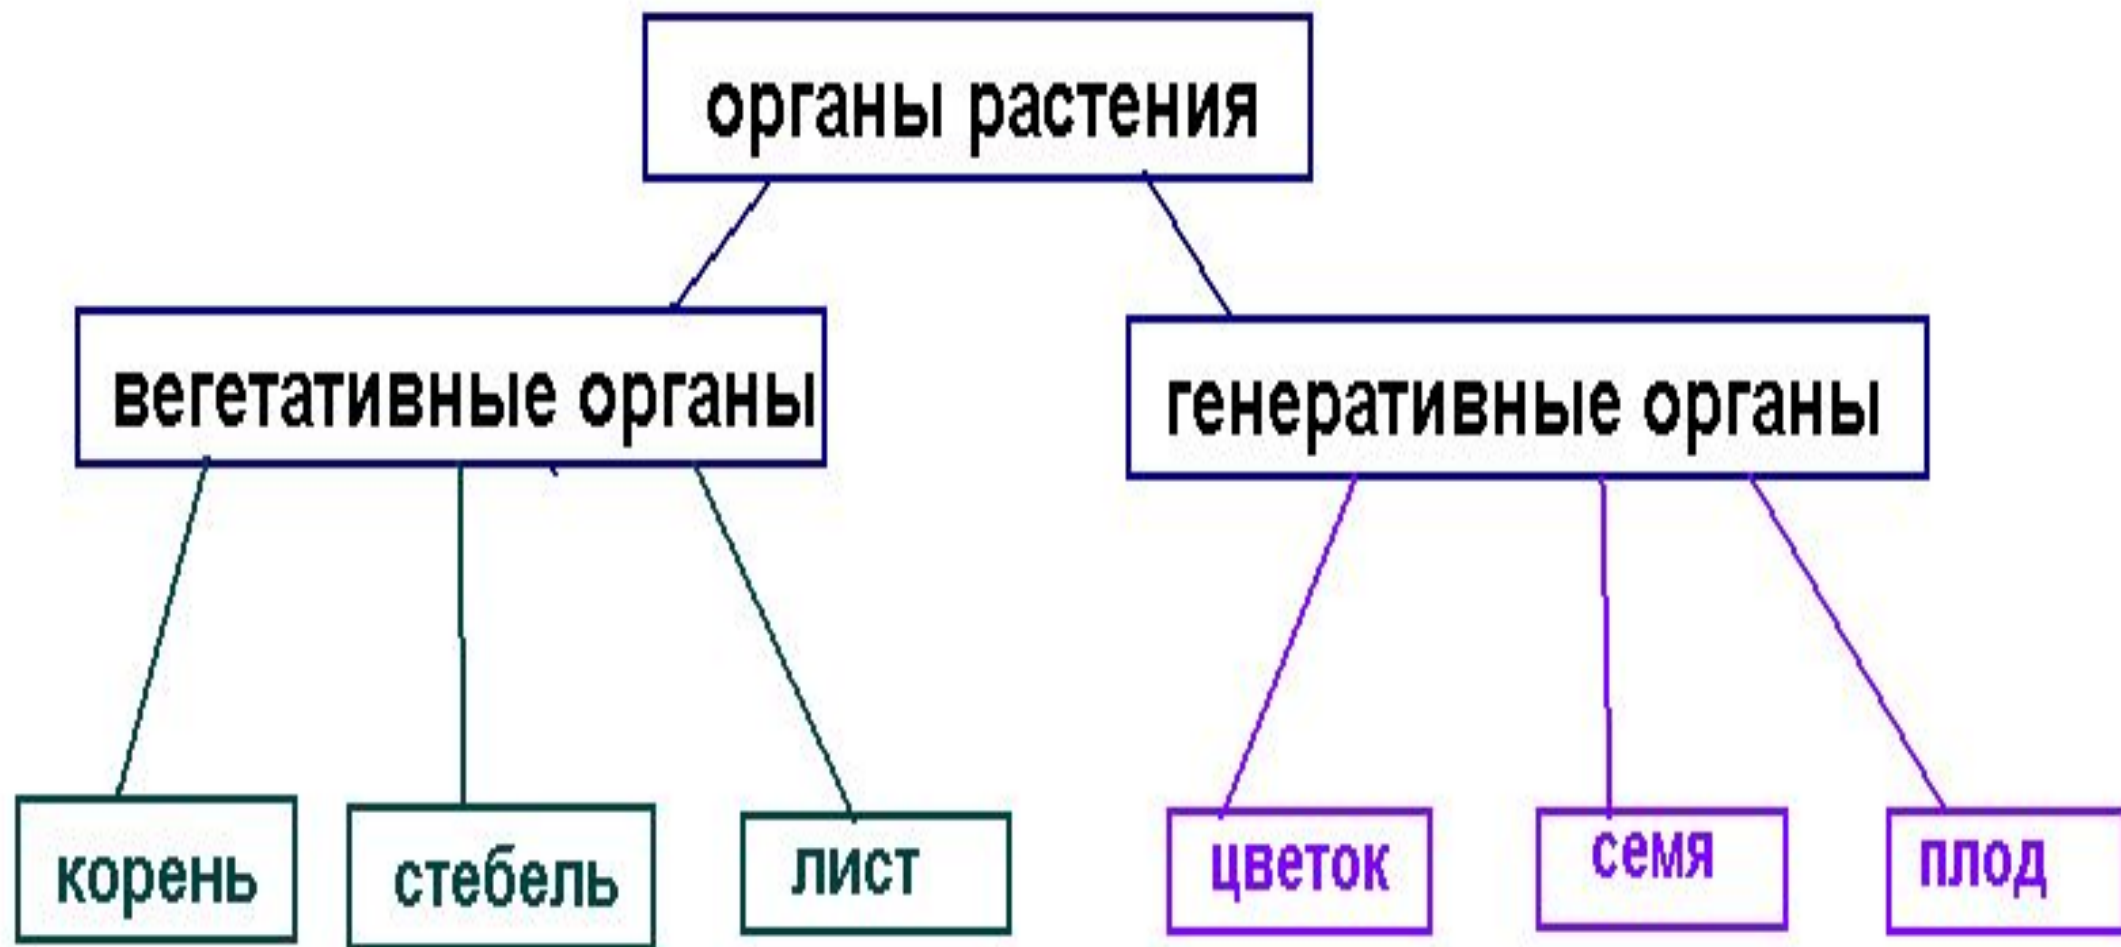 органы растения
вегетативные органы
генеративные органы
корень
стебель
лист
цветок
семя
плод